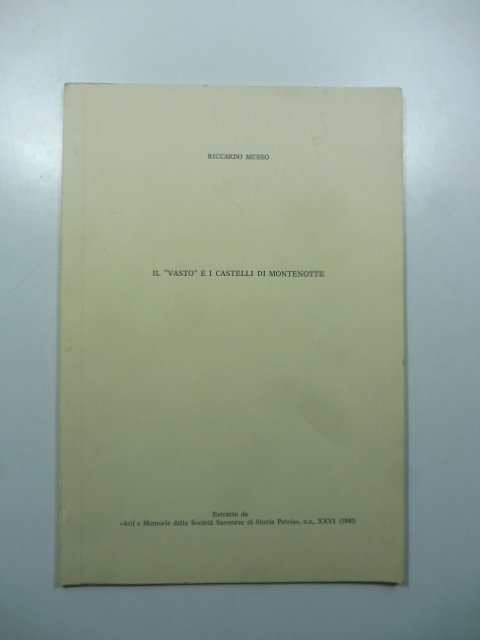 RICCARDO MUSSO
IL "VASTO" E I CASTELLI DI MONTENOTTE
Estratto da
«Atti e Memorie della Società Savonese di Storia Patria», n.s., XXVI (1990)